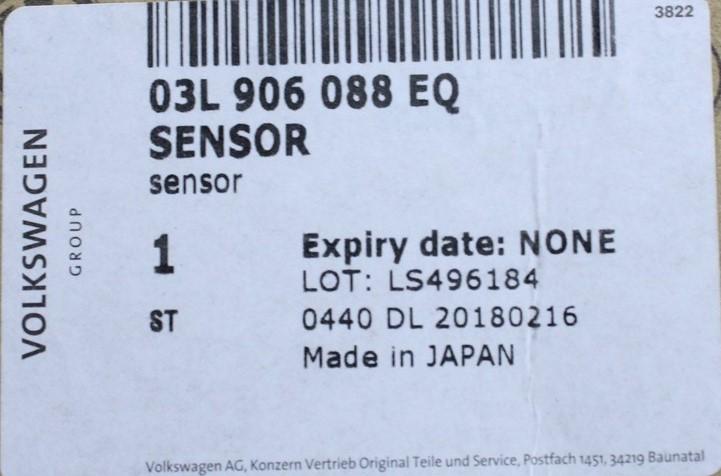 3822
03L 906 088 EQ
SENSOR
sensor
1
Expiry date: NONE
LOT: LS496184
ST
0440 DL 20180216
Made in JAPAN
VOLKSWAGEN
GROUP
Volkswagen AG, Konzern Vertrieb Original Teile und Service, Postfach 1451, 34219 Baunatal